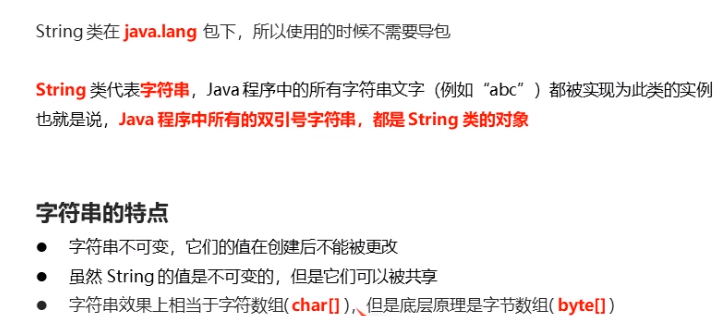 String 类在 java.lang 包下，所以使用的时候不需要导包
String 类代表字符串，Java 程序中的所有字符串文字（例如“abc”）都被实现为此类的实例
也就是说，Java 程序中所有的双引号字符串，都是 String 类的对象
字符串的特点
● 字符串不可变，它们的值在创建后不能被更改
● 虽然 String 的值是不可变的，但是它们可以被共享
● 字符串效果上相当于字符数组( char[] )，但是底层原理是字节数组( byte[] )